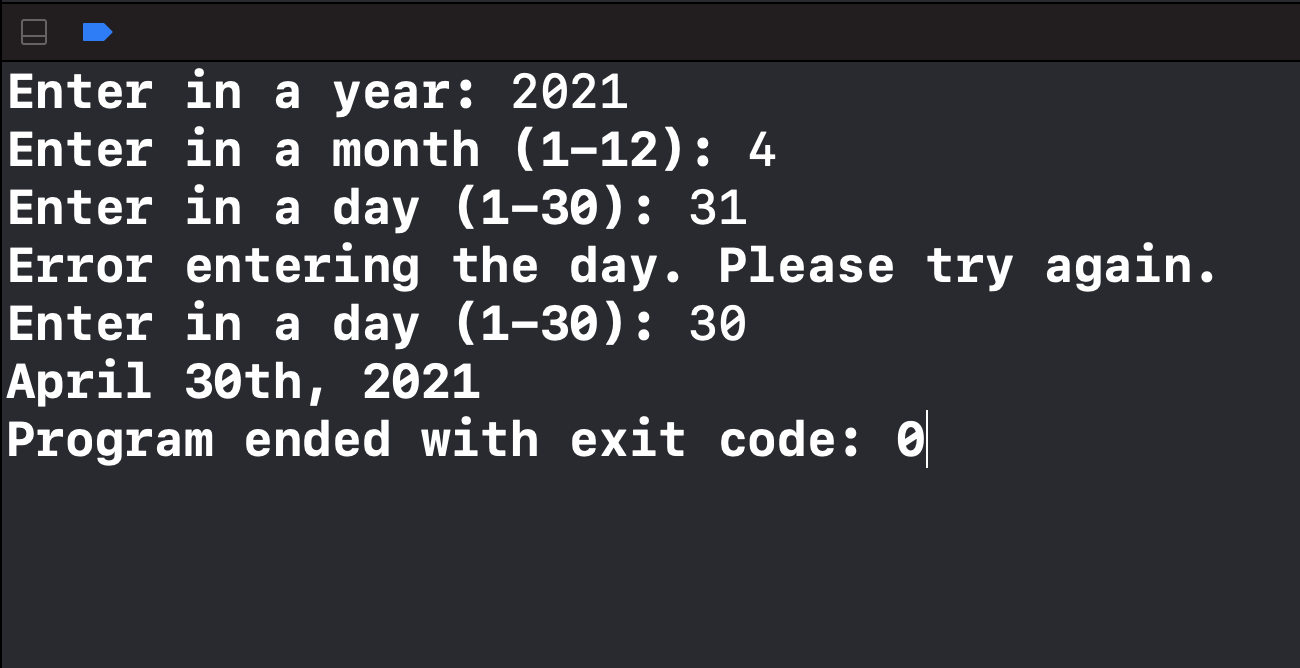 Enter in a year: 2021
Enter in a month (1-12): 4
Enter in a day (1-30): 31
Error entering the day. Please try again.
Enter in a day (1-30): 30
April 30th, 2021
Program ended with exit code: 0